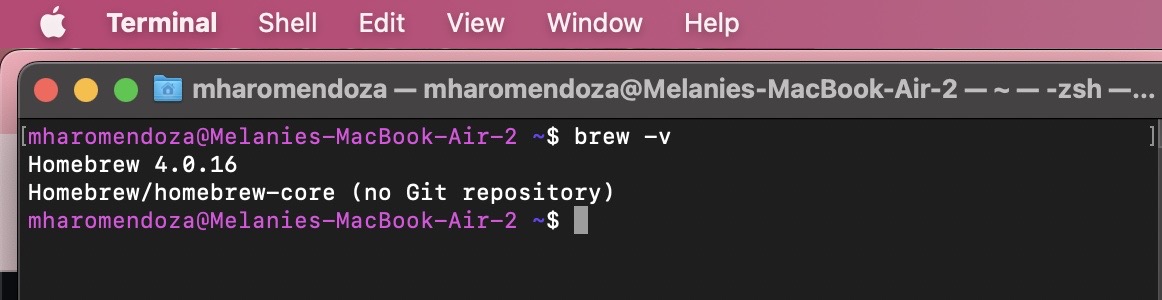 Terminal Shell Edit View Window Help
mharomendoza — mharomendoza@Melanies-MacBook-Air-2 — ~ — -zsh —...
[mharomendoza@Melanies-MacBook-Air-2 ~$ brew -v ]
Homebrew 4.0.16
Homebrew/homebrew-core (no Git repository)
mharomendoza@Melanies-MacBook-Air-2 ~$